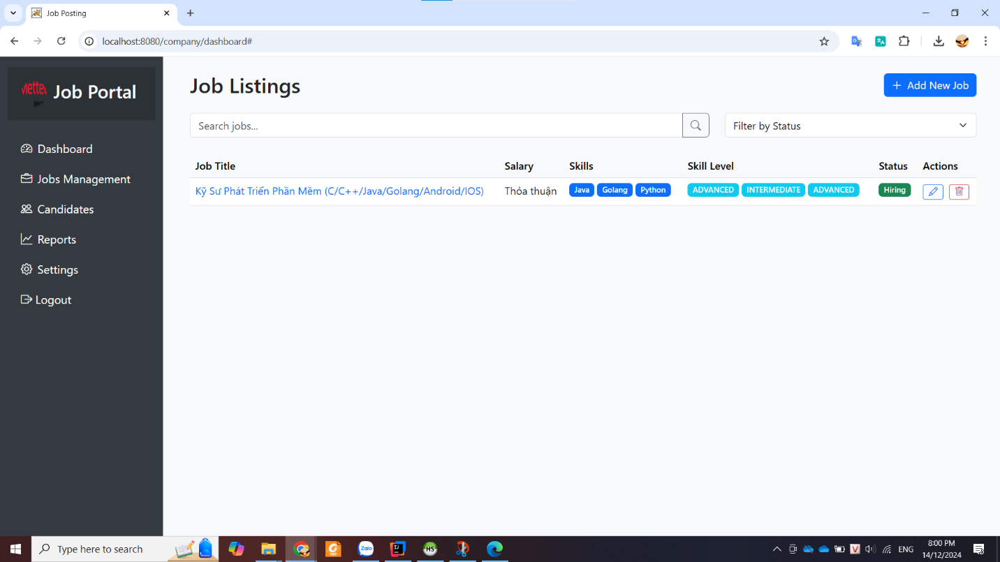 Job Posting
localhost:8080/company/dashboard#
viettel Job Portal
Job Listings
+ Add New Job
Search jobs...
Filter by Status
Dashboard
Jobs Management
Candidates
Reports
Settings
Logout
Job Title Salary Skills Skill Level Status Actions
Kỹ Sư Phát Triển Phần Mềm (C/C++/Java/Golang/Android/IOS) Thỏa thuận Java Golang Python ADVANCED INTERMEDIATE ADVANCED Hiring
Type here to search
Zalo
HS
ENG
8:00 PM
14/12/2024